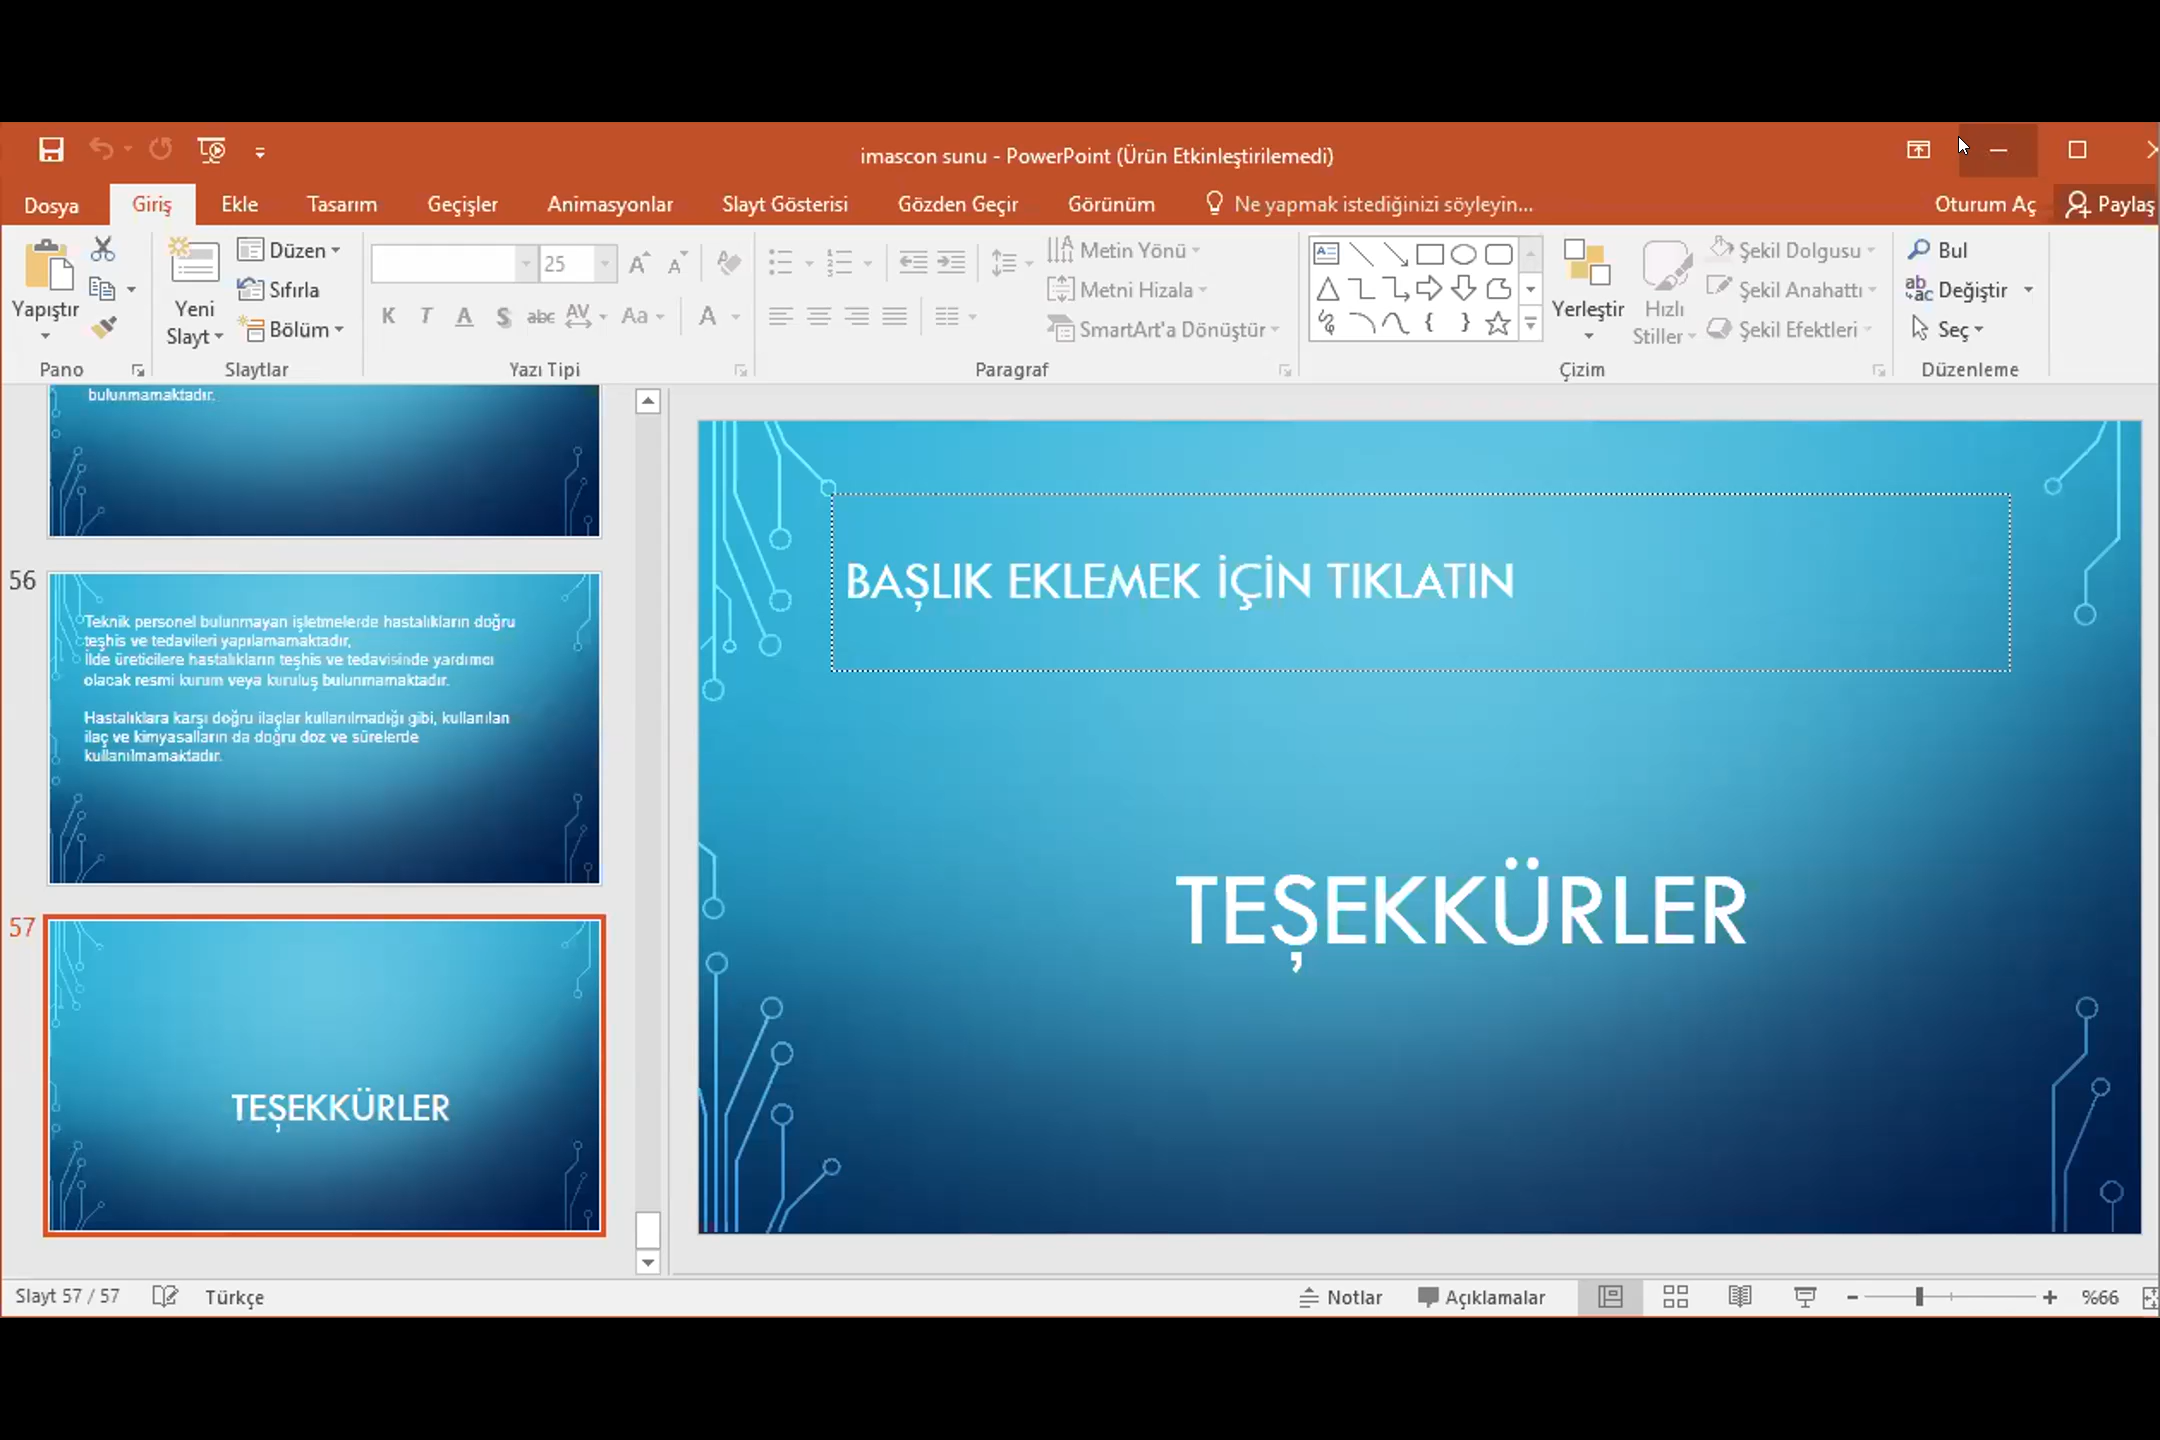 imascon sunu - PowerPoint (Ürün Etkinleştirilemedi)
Dosya Giriş Ekle Tasarım Geçişler Animasyonlar Slayt Gösterisi Gözden Geçir Görünüm Ne yapmak istediğinizi söyleyin... Oturum Aç Paylaş
Yapıştır
Pano
Yeni
Slayt
Düzen
Sıfırla
Bölüm
Slaytlar
25
K T A S abc AV Aa A
Yazı Tipi
Metin Yönü
Metni Hizala
SmartArt'a Dönüştür
Paragraf
Yerleştir
Hızlı
Stiller
Şekil Dolgusu
Şekil Anahattı
Şekil Efektleri
Çizim
Bul
Değiştir
Seç
Düzenleme
bulunmamaktadır.
56
Teknik personel bulunmayan işletmelerde hastalıkların doğru
teşhis ve tedavileri yapılamamaktadır,
İlde üreticilere hastalıkların teşhis ve tedavisinde yardımcı
olacak resmi kurum veya kuruluş bulunmamaktadır.
Hastalıklara karşı doğru ilaçlar kullanılmadığı gibi, kullanılan
ilaç ve kimyasalların da doğru doz ve sürelerde
kullanılmamaktadır.
57
TEŞEKKÜRLER
BAŞLIK EKLEMEK İÇİN TIKLATIN
TEŞEKKÜRLER
Slayt 57 / 57 Türkçe Notlar Açıklamalar %66